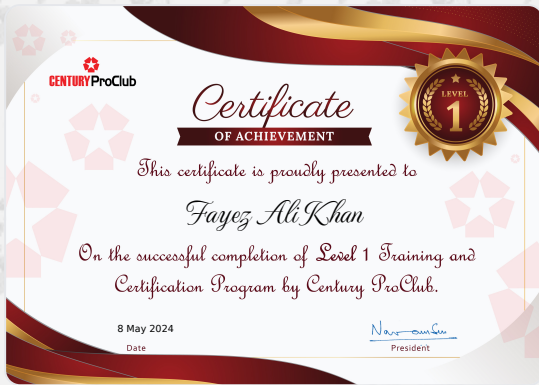 CENTURY ProClub
Certificate
OF ACHIEVEMENT
LEVEL
1
This certificate is proudly presented to
Fayez Ali Khan
On the successful completion of Level 1 Training and
Certification Program by Century ProClub.
8 May 2024
Date
President